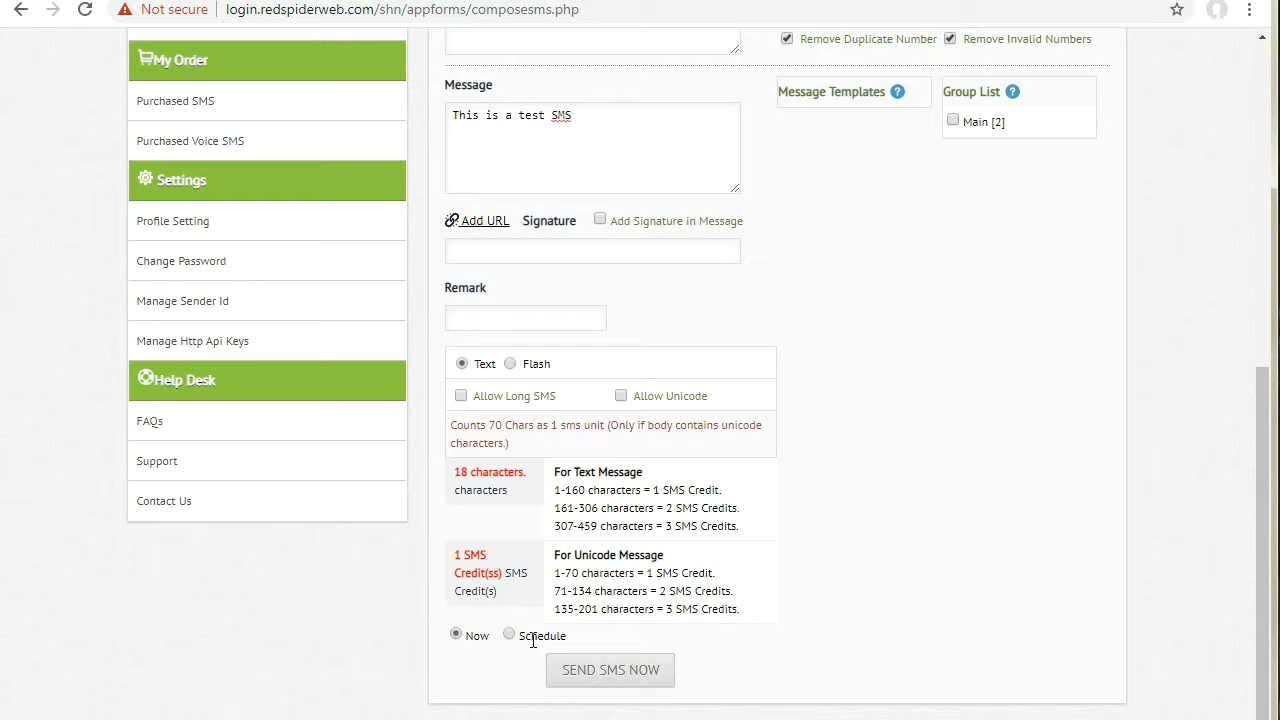 Not secure login.redspiderweb.com/shn/appforms/composesms.php
My Order
Purchased SMS
Purchased Voice SMS
Settings
Profile Setting
Change Password
Manage Sender Id
Manage Http Api Keys
Help Desk
FAQs
Support
Contact Us
Remove Duplicate Number Remove Invalid Numbers
Message
This is a test SMS
Message Templates ?
Group List ?
Main [2]
Add URL Signature Add Signature in Message
Remark
Text Flash
Allow Long SMS Allow Unicode
Counts 70 Chars as 1 sms unit (Only if body contains unicode
characters.)
18 characters.
characters
For Text Message
1-160 characters = 1 SMS Credit.
161-306 characters = 2 SMS Credits.
307-459 characters = 3 SMS Credits.
1 SMS
Credit(ss) SMS
Credit(s)
For Unicode Message
1-70 characters = 1 SMS Credit.
71-134 characters = 2 SMS Credits.
135-201 characters = 3 SMS Credits.
Now Schedule
SEND SMS NOW